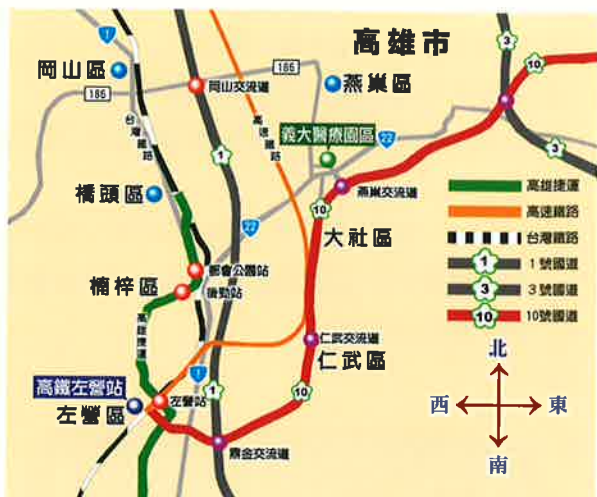 1
高雄市
3
10
岡山區
186
燕巢區
186
岡山交流道
台灣鐵路
1
高速鐵路
義大醫療園區
22
3
燕巢交流道
10
高雄捷運
橋頭區
大社區
高速鐵路
22
台灣鐵路
1
1號國道
都會公園站
楠梓區
後勁站
3
3號國道
10
10號國道
高雄捷運
仁武交流道
仁武區
北
1
高鐵左營站
1
10
西
東
左營區
左營站
鼎金交流道
南